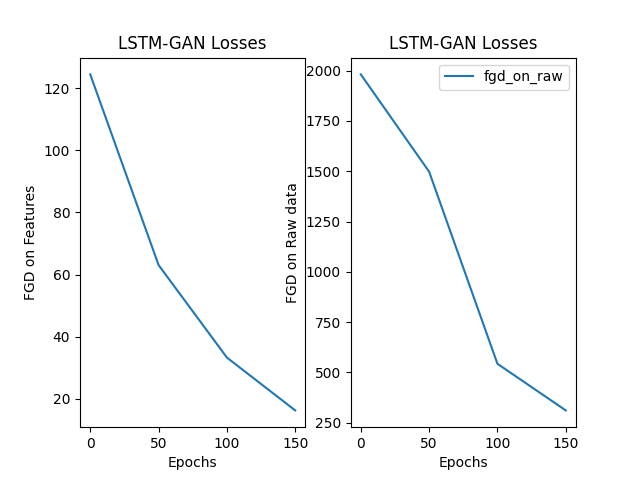 LSTM-GAN Losses
FGD on Features
120
100
80
60
40
20
0 50 100 150
Epochs
LSTM-GAN Losses
fgd_on_raw
FGD on Raw data
2000
1750
1500
1250
1000
750
500
250
0 50 100 150
Epochs